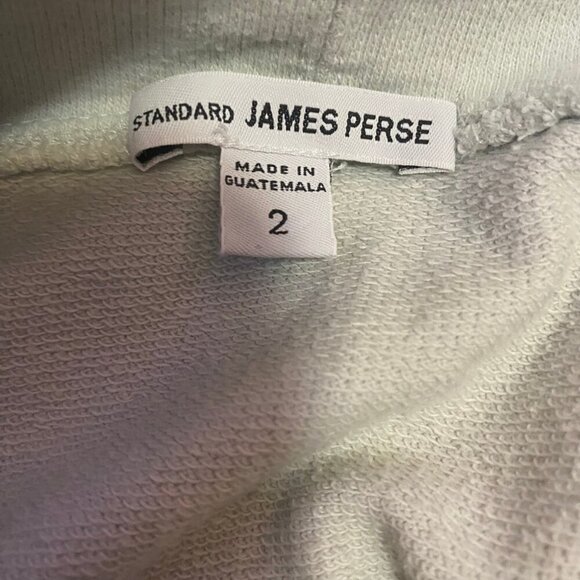 STANDARD JAMES PERSE
MADE IN
GUATEMALA
2